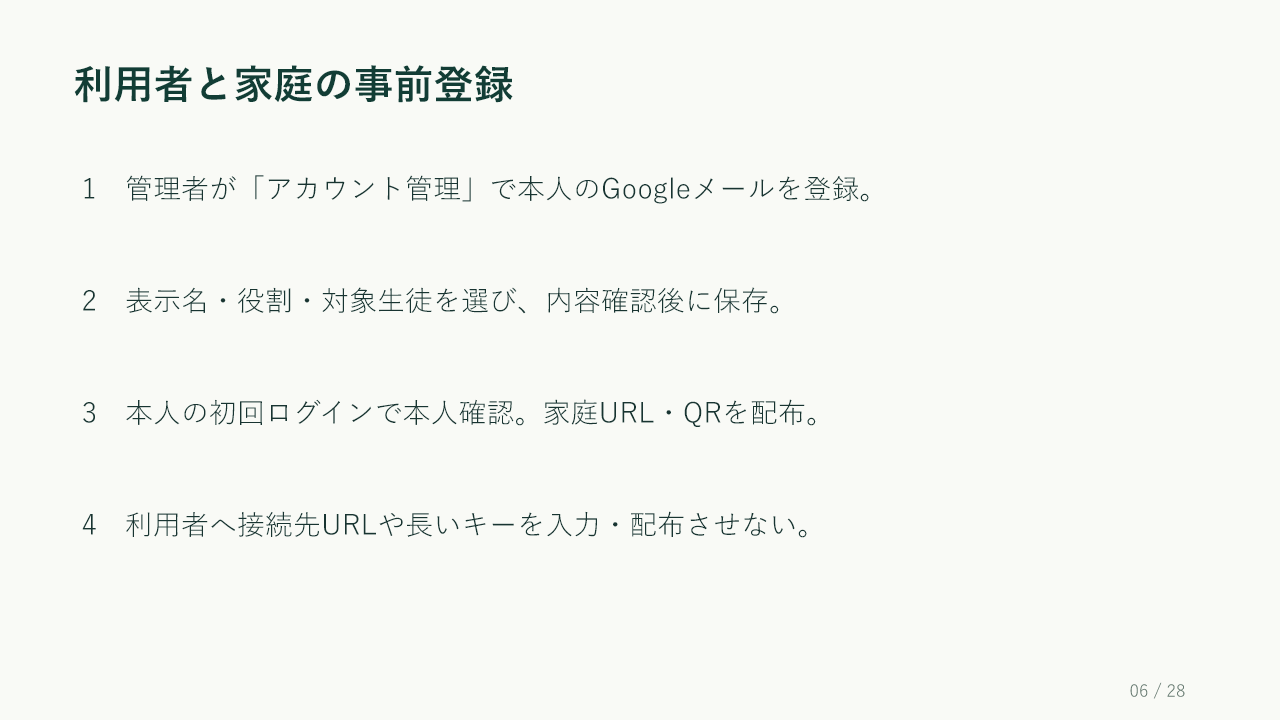 利用者と家庭の事前登録
1 管理者が「アカウント管理」で本人のGoogleメールを登録。
2 表示名・役割・対象生徒を選び、内容確認後に保存。
3 本人の初回ログインで本人確認。家庭URL・QRを配布。
4 利用者へ接続先URLや長いキーを入力・配布させない。
06 / 28